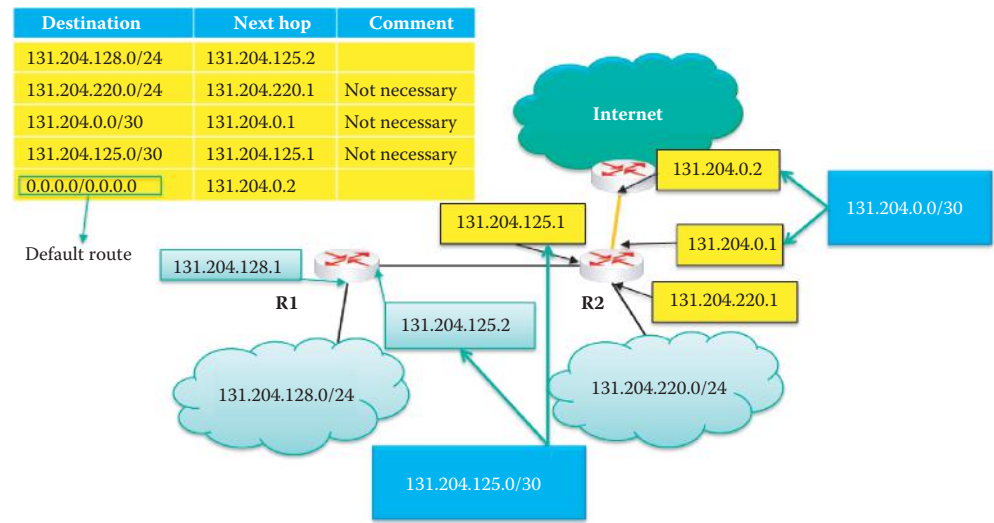 Destination Next hop Comment
131.204.128.0/24 131.204.125.2
131.204.220.0/24 131.204.220.1 Not necessary
131.204.0.0/30 131.204.0.1 Not necessary
131.204.125.0/30 131.204.125.1 Not necessary
0.0.0.0/0.0.0.0 131.204.0.2
Default route
Internet
131.204.0.2
131.204.0.0/30
131.204.125.1
131.204.0.1
131.204.128.1
R1
R2
131.204.220.1
131.204.125.2
131.204.128.0/24
131.204.220.0/24
131.204.125.0/30